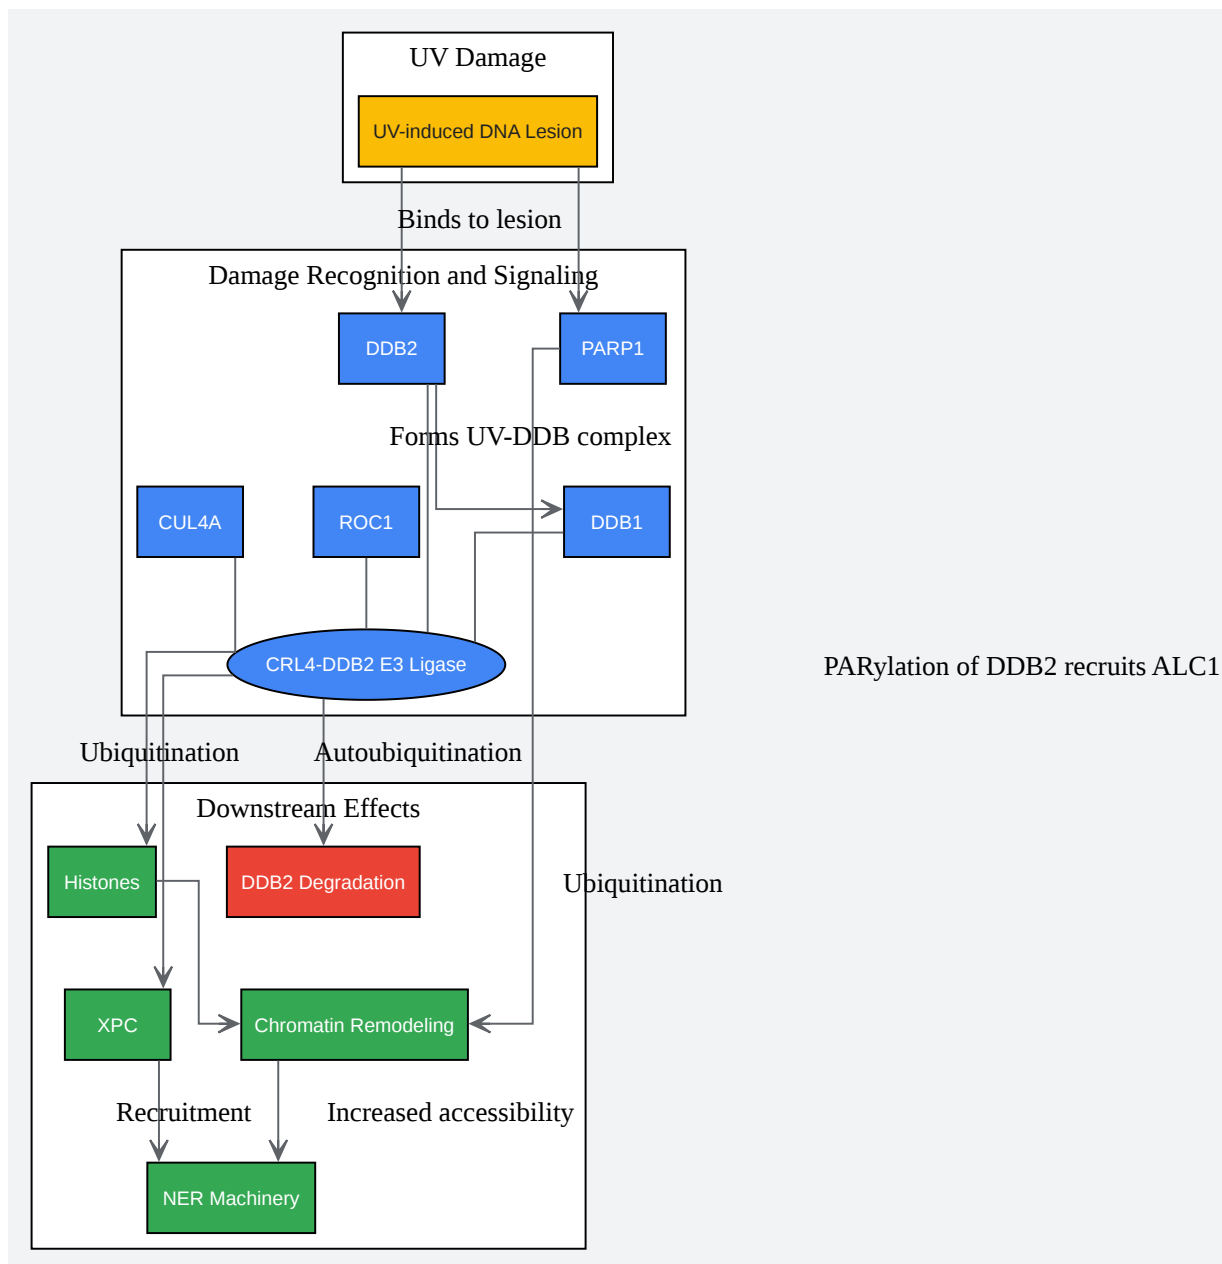 UV Damage
UV-induced DNA Lesion
Binds to lesion
Damage Recognition and Signaling
DDB2
PARP1
Forms UV-DDB complex
CUL4A
ROC1
DDB1
CRL4-DDB2 E3 Ligase
PARylation of DDB2 recruits ALC1
Ubiquitination
Autoubiquitination
Downstream Effects
Histones
DDB2 Degradation
Ubiquitination
XPC
Chromatin Remodeling
Recruitment
Increased accessibility
NER Machinery